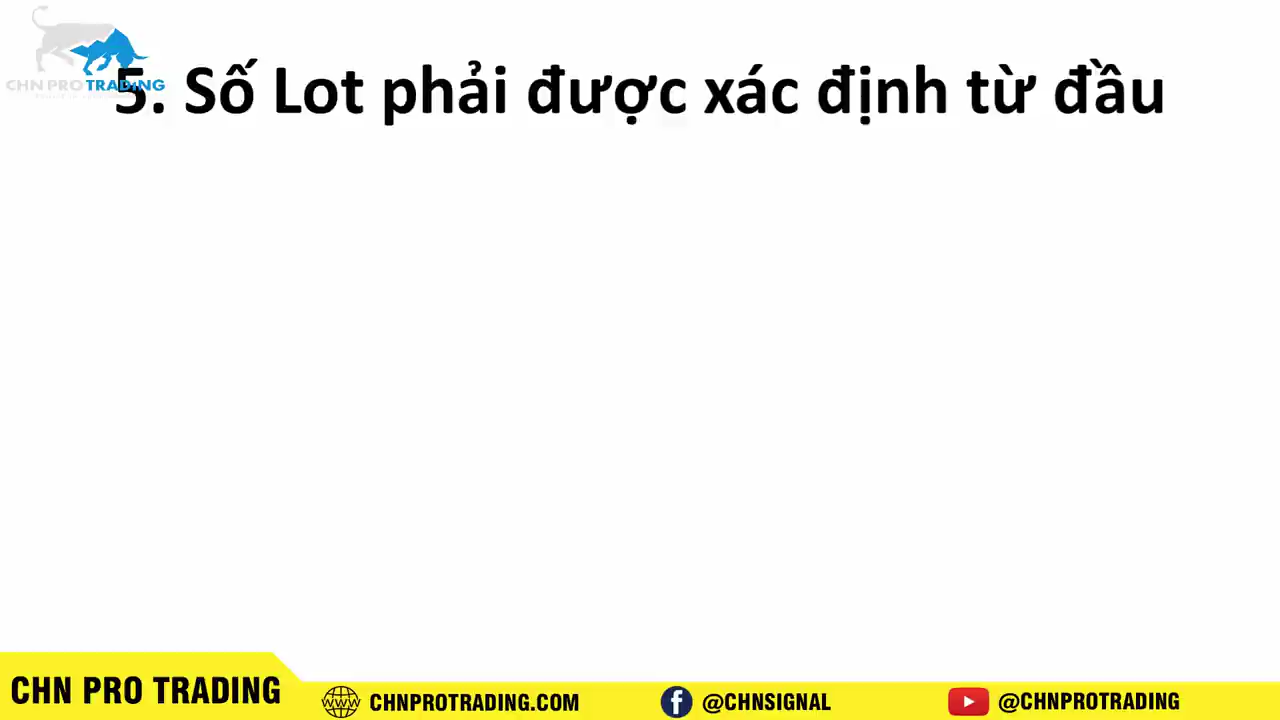 CHN PRO TRADING
5. Số Lot phải được xác định từ đầu
CHN PRO TRADING
WWW
CHNPROTRADING.COM
@CHNSIGNAL
@CHNPROTRADING